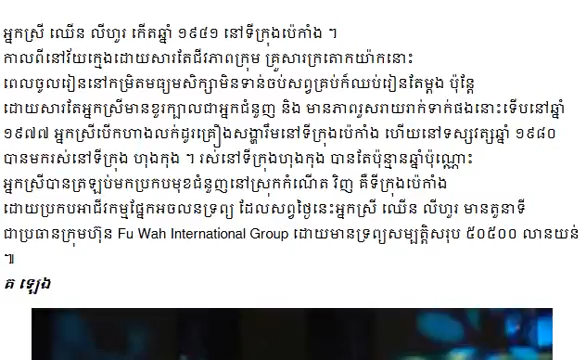 អ្នកស្រី ឈើន លីហួរ កើតឆ្នាំ ១៩៤១ នៅទីក្រុងប៉េកាំង ។
កាលពីនៅវ័យក្មេងដោយសារតែជីវភាពក្រុម គ្រួសារក្រតោកយ៉ាកនោះ
ពេលចូលរៀននៅកម្រិតមធ្យមសិក្សាមិនទាន់ចប់សព្វគ្រប់ក៏ឈប់រៀនតែម្តង ប៉ុន្តែ
ដោយសារតែអ្នកស្រីមានខួរក្បាលជាអ្នកជំនួញ និង មានភាពរួសរាយរាក់ទាក់ផងនោះទើបនៅឆ្នាំ
១៩៧៧ អ្នកស្រីបើកហាងលក់ដូរគ្រឿងសង្ហារឹមនៅទីក្រុងប៉េកាំង ហើយនៅទស្សវត្សឆ្នាំ ១៩៨០
បានមករស់នៅទីក្រុង ហុងកុង ។ រស់នៅទីក្រុងហុងកុង បានតែប៉ុន្មានឆ្នាំប៉ុណ្ណោះ
អ្នកស្រីបានត្រឡប់មកប្រកបមុខជំនួញនៅស្រុកកំណើត វិញ គឺទីក្រុងប៉េកាំង
ដោយប្រកបអាជីវកម្មផ្នែកអចលនទ្រព្យ ដែលសព្វថ្ងៃនេះអ្នកស្រី ឈើន លីហួរ មានតួនាទី
ជាប្រធានក្រុមហ៊ុន Fu Wah International Group ដោយមានទ្រព្យសម្បត្តិសរុប ៥០៥០០ លានយន់
៕
គ ឡេង